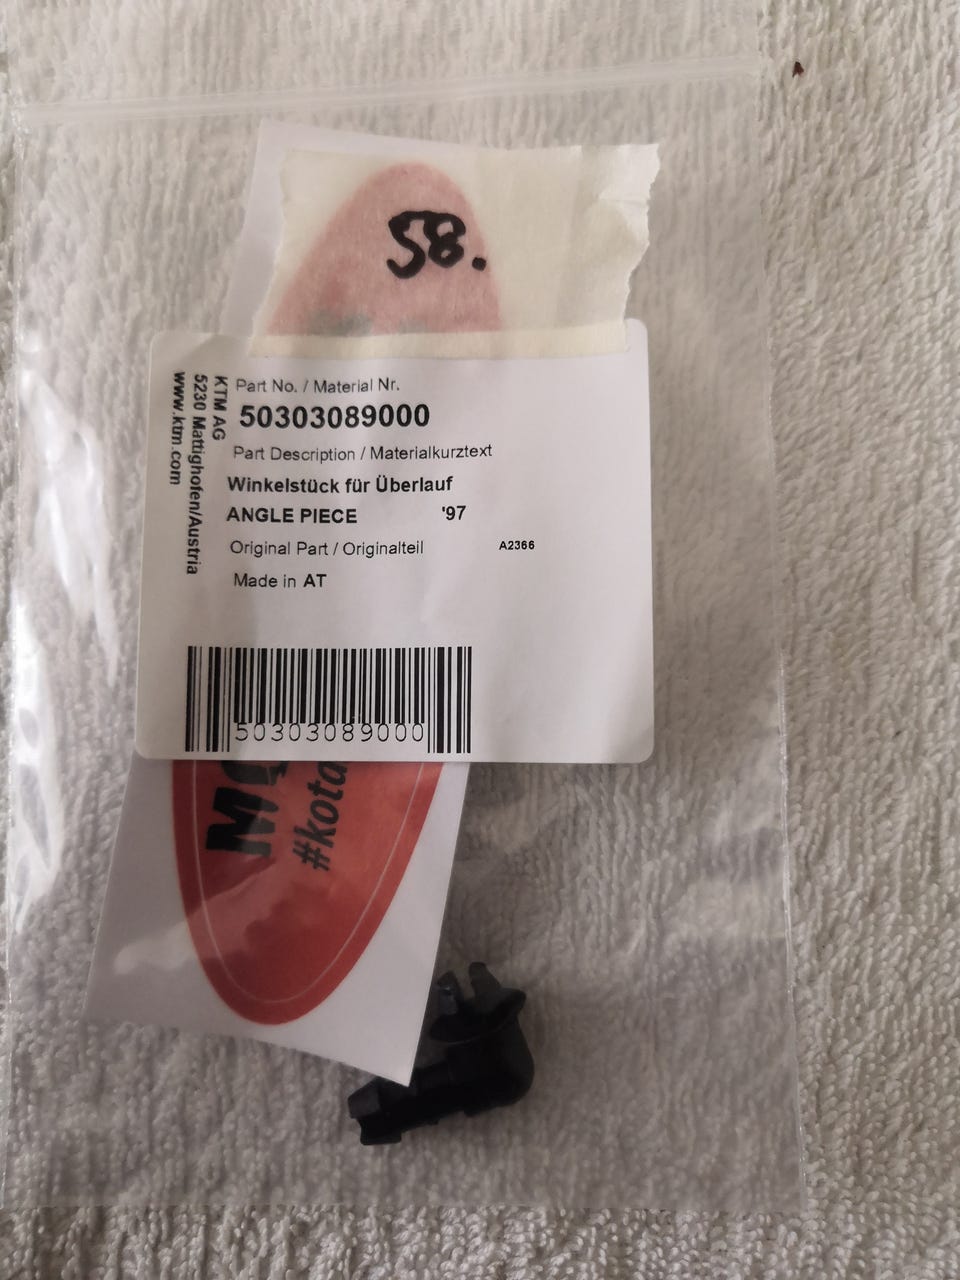 58.
Part No. / Material Nr.
50303089000
Part Description / Materialkurztext
Winkelstück für Überlauf
ANGLE PIECE '97
Original Part / Originalteil A2366
Made in AT
KTM AG
5230 Mattighofen/Austria
www.ktm.com
50303089000